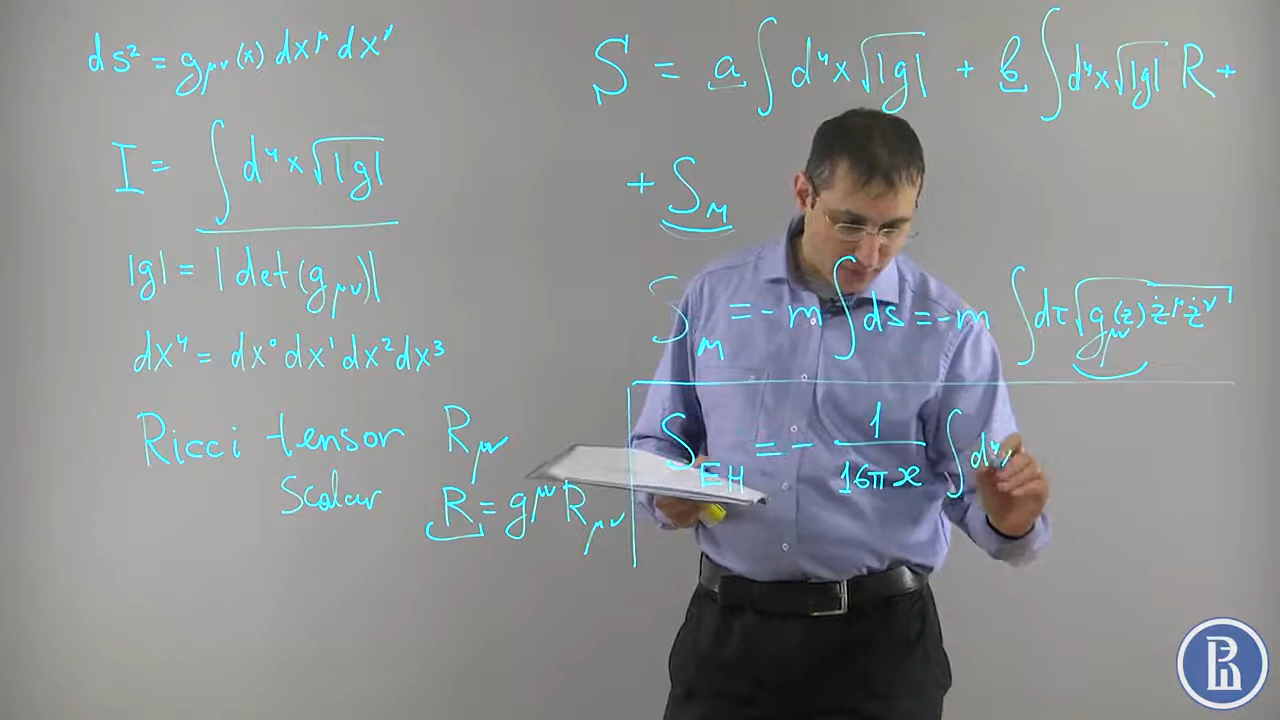 ds² = g_μν(x) dx^μ dx^ν
I = ∫ d⁴x √|g|
|g| = |det(g_μν)|
dx⁴ = dx⁰ dx¹ dx² dx³
Ricci tensor R_μν
Scalar R = g^μν R_μν
S = a ∫ d⁴x √|g| + b ∫ d⁴x √|g| R +
+ S_M
S_M = - m ∫ ds = - m ∫ dτ √g_μν(z) ż^μ ż^ν
S_EH = - 1/16πϰ ∫ d⁴x